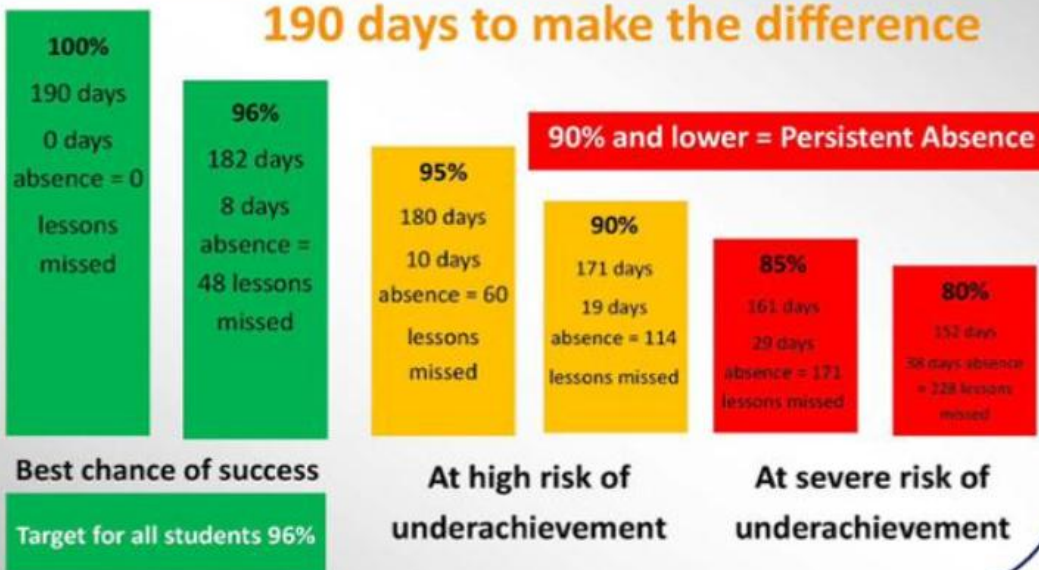 190 days to make the difference
100%
190 days
0 days
absence = 0
lessons
missed
96%
182 days
8 days
absence =
48 lessons
missed
90% and lower = Persistent Absence
95%
180 days
10 days
absence = 60
lessons
missed
90%
171 days
19 days
absence = 114
lessons missed
85%
161 days
29 days
absence = 171
lessons missed
80%
152 days
38 days absence
= 228 lessons
missed
Best chance of success
Target for all students 96%
At high risk of
underachievement
At severe risk of
underachievement